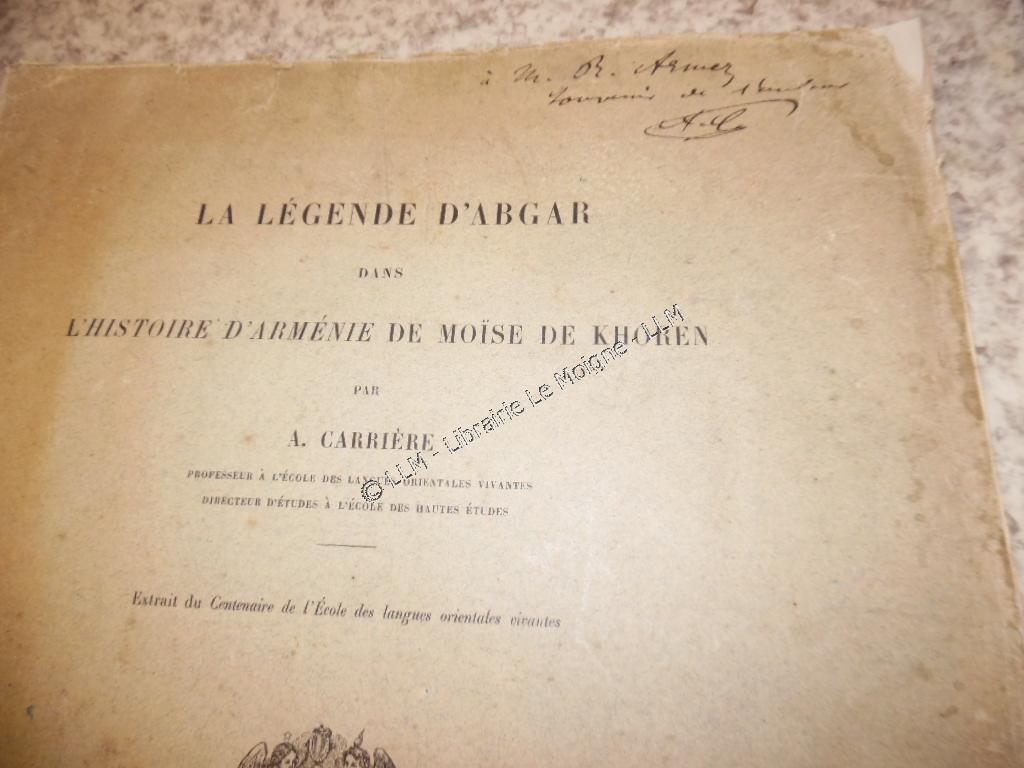 à M. R. Armez
souvenir de l'auteur
A. C.
LA LÉGENDE D'ABGAR
DANS
L'HISTOIRE D'ARMÉNIE DE MOÏSE DE KHOREN
PAR
A. CARRIÈRE
PROFESSEUR À L'ÉCOLE DES LANGUES ORIENTALES VIVANTES
DIRECTEUR D'ÉTUDES À L'ÉCOLE DES HAUTES ÉTUDES
Extrait du Centenaire de l'École des langues orientales vivantes
© LLM - Librairie Le Moigne - LLM